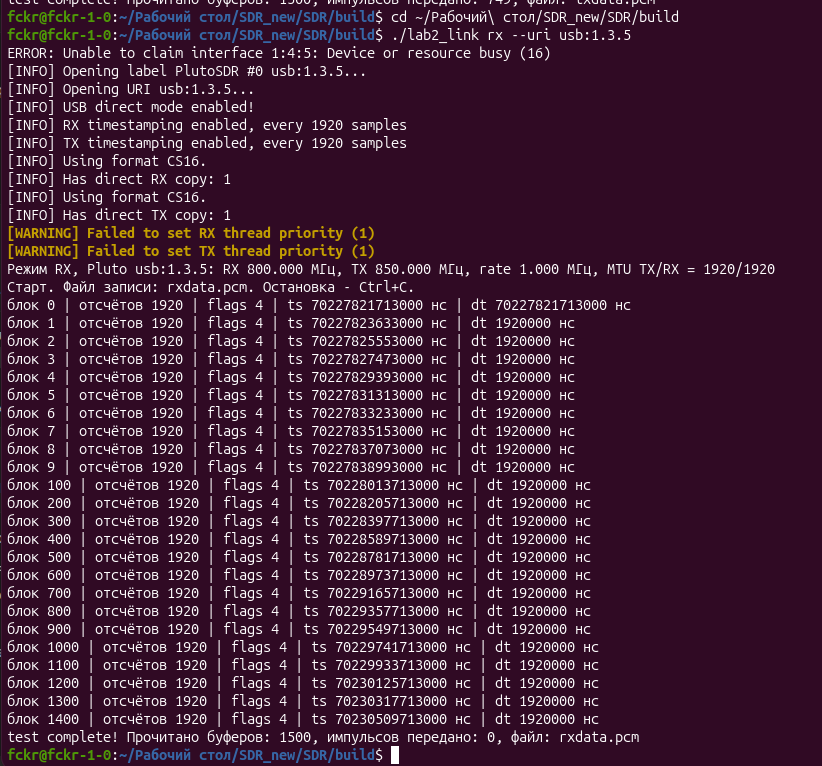 test complete! Прочитано буферов: 1500, импульсов передано: 749, файл: txdata.pcm
fckr@fckr-1-0:~/Рабочий стол/SDR_new/SDR/build$ cd ~/Рабочий\ стол/SDR_new/SDR/build
fckr@fckr-1-0:~/Рабочий стол/SDR_new/SDR/build$ ./lab2_link rx --uri usb:1.3.5
ERROR: Unable to claim interface 1:4:5: Device or resource busy (16)
[INFO] Opening label PlutoSDR #0 usb:1.3.5...
[INFO] Opening URI usb:1.3.5...
[INFO] USB direct mode enabled!
[INFO] RX timestamping enabled, every 1920 samples
[INFO] TX timestamping enabled, every 1920 samples
[INFO] Using format CS16.
[INFO] Has direct RX copy: 1
[INFO] Using format CS16.
[INFO] Has direct TX copy: 1
[WARNING] Failed to set RX thread priority (1)
[WARNING] Failed to set TX thread priority (1)
Режим RX, Pluto usb:1.3.5: RX 800.000 МГц, TX 850.000 МГц, rate 1.000 МГц, MTU TX/RX = 1920/1920
Старт. Файл записи: rxdata.pcm. Остановка - Ctrl+C.
блок 0 | отсчётов 1920 | flags 4 | ts 70227821713000 нс | dt 70227821713000 нс
блок 1 | отсчётов 1920 | flags 4 | ts 70227823633000 нс | dt 1920000 нс
блок 2 | отсчётов 1920 | flags 4 | ts 70227825553000 нс | dt 1920000 нс
блок 3 | отсчётов 1920 | flags 4 | ts 70227827473000 нс | dt 1920000 нс
блок 4 | отсчётов 1920 | flags 4 | ts 70227829393000 нс | dt 1920000 нс
блок 5 | отсчётов 1920 | flags 4 | ts 70227831313000 нс | dt 1920000 нс
блок 6 | отсчётов 1920 | flags 4 | ts 70227833233000 нс | dt 1920000 нс
блок 7 | отсчётов 1920 | flags 4 | ts 70227835153000 нс | dt 1920000 нс
блок 8 | отсчётов 1920 | flags 4 | ts 70227837073000 нс | dt 1920000 нс
блок 9 | отсчётов 1920 | flags 4 | ts 70227838993000 нс | dt 1920000 нс
блок 100 | отсчётов 1920 | flags 4 | ts 70228013713000 нс | dt 1920000 нс
блок 200 | отсчётов 1920 | flags 4 | ts 70228205713000 нс | dt 1920000 нс
блок 300 | отсчётов 1920 | flags 4 | ts 70228397713000 нс | dt 1920000 нс
блок 400 | отсчётов 1920 | flags 4 | ts 70228589713000 нс | dt 1920000 нс
блок 500 | отсчётов 1920 | flags 4 | ts 70228781713000 нс | dt 1920000 нс
блок 600 | отсчётов 1920 | flags 4 | ts 70228973713000 нс | dt 1920000 нс
блок 700 | отсчётов 1920 | flags 4 | ts 70229165713000 нс | dt 1920000 нс
блок 800 | отсчётов 1920 | flags 4 | ts 70229357713000 нс | dt 1920000 нс
блок 900 | отсчётов 1920 | flags 4 | ts 70229549713000 нс | dt 1920000 нс
блок 1000 | отсчётов 1920 | flags 4 | ts 70229741713000 нс | dt 1920000 нс
блок 1100 | отсчётов 1920 | flags 4 | ts 70229933713000 нс | dt 1920000 нс
блок 1200 | отсчётов 1920 | flags 4 | ts 70230125713000 нс | dt 1920000 нс
блок 1300 | отсчётов 1920 | flags 4 | ts 70230317713000 нс | dt 1920000 нс
блок 1400 | отсчётов 1920 | flags 4 | ts 70230509713000 нс | dt 1920000 нс
test complete! Прочитано буферов: 1500, импульсов передано: 0, файл: rxdata.pcm
fckr@fckr-1-0:~/Рабочий стол/SDR_new/SDR/build$